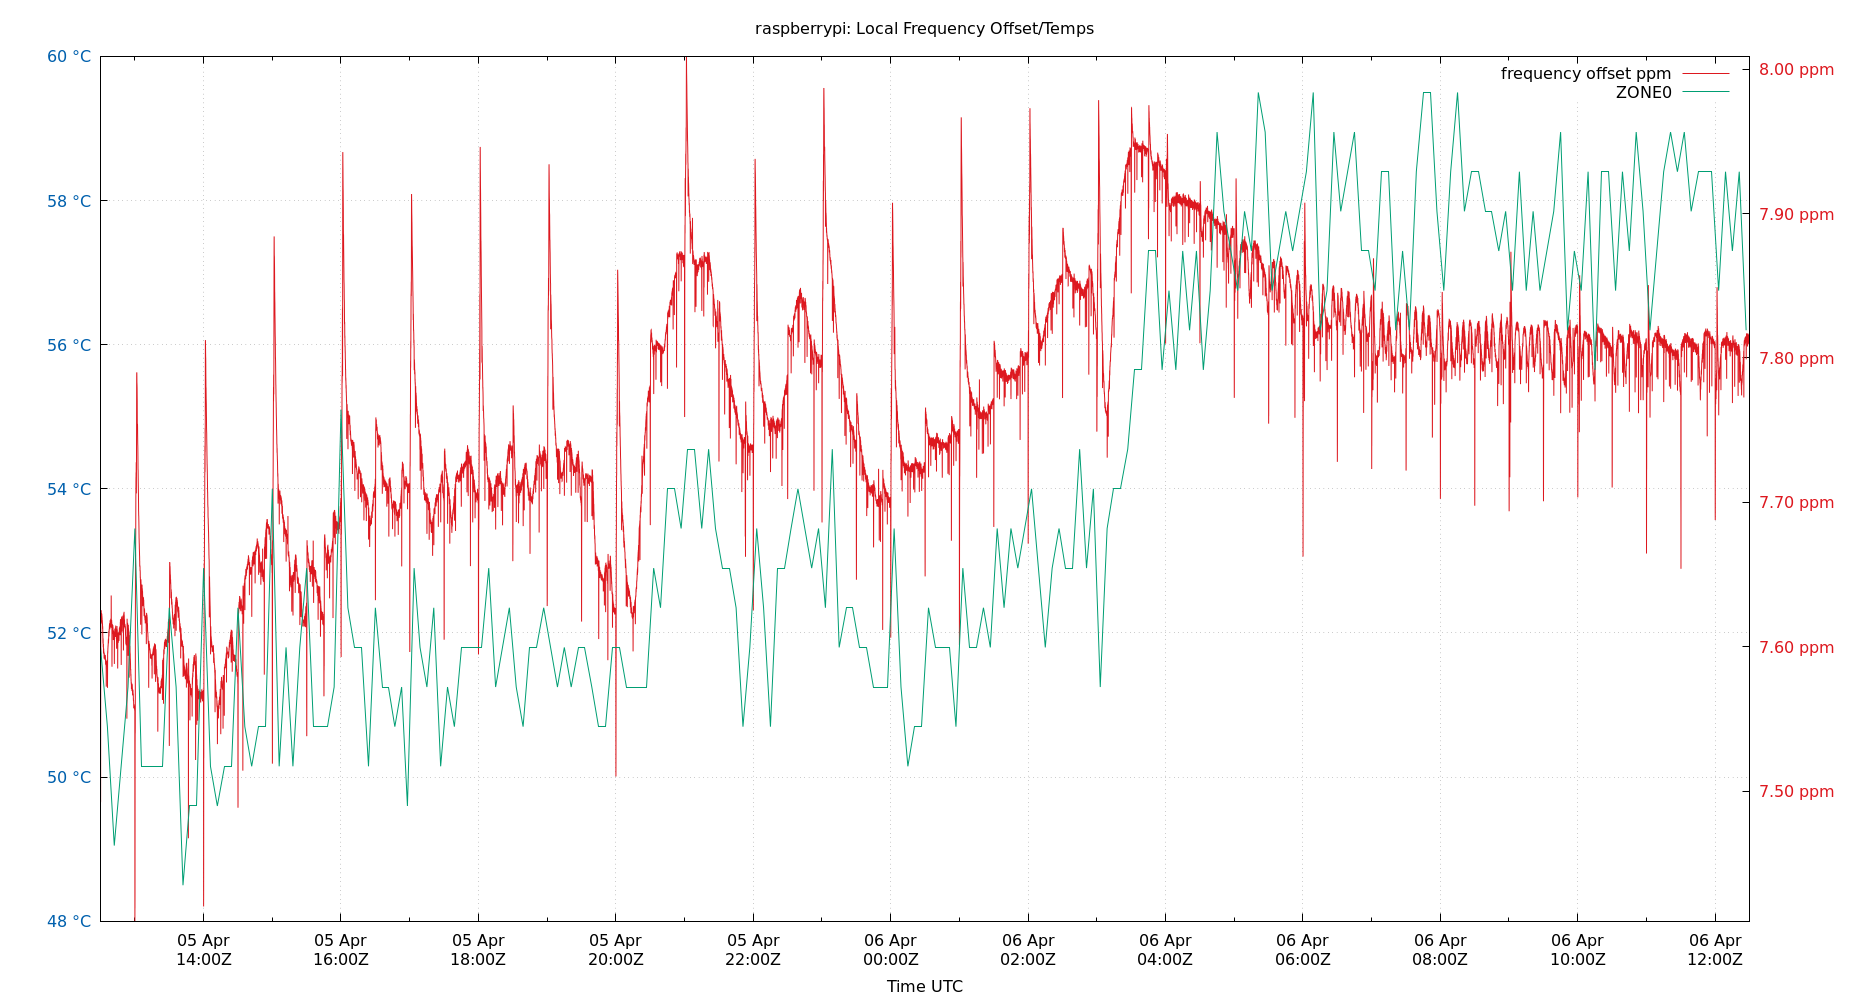 raspberrypi: Local Frequency Offset/Temps
frequency offset ppm
ZONE0
60 °C
58 °C
56 °C
54 °C
52 °C
50 °C
48 °C
8.00 ppm
7.90 ppm
7.80 ppm
7.70 ppm
7.60 ppm
7.50 ppm
05 Apr
14:00Z
05 Apr
16:00Z
05 Apr
18:00Z
05 Apr
20:00Z
05 Apr
22:00Z
06 Apr
00:00Z
06 Apr
02:00Z
06 Apr
04:00Z
06 Apr
06:00Z
06 Apr
08:00Z
06 Apr
10:00Z
06 Apr
12:00Z
Time UTC